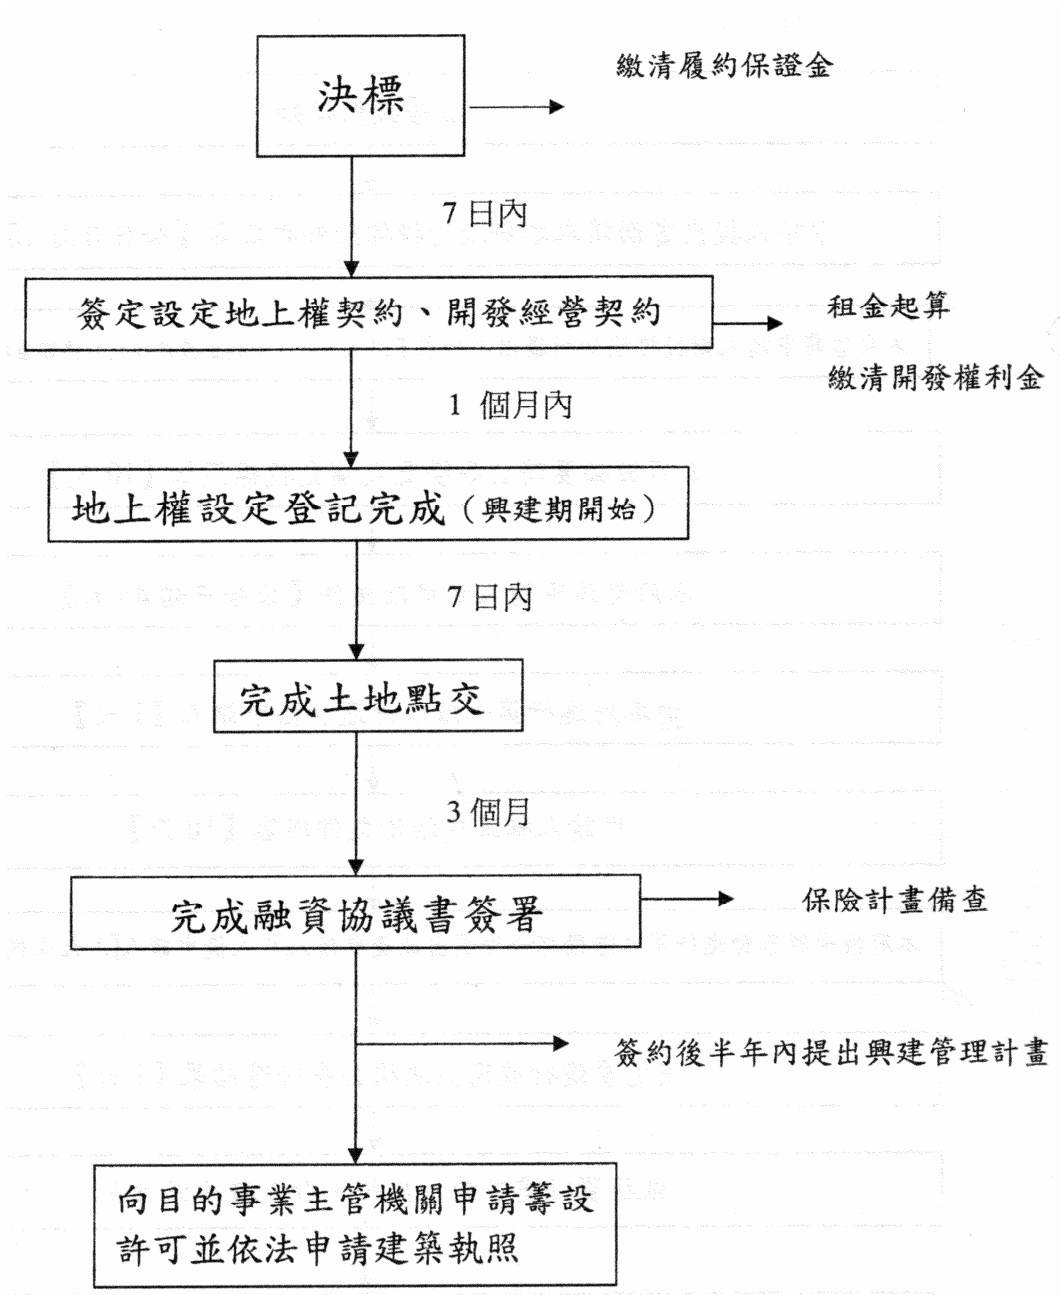 決標
繳清履約保證金
7 日內
簽定設定地上權契約、開發經營契約
租金起算
繳清開發權利金
1 個月內
地上權設定登記完成（興建期開始）
7 日內
完成土地點交
3 個月
完成融資協議書簽署
保險計畫備查
簽約後半年內提出興建管理計畫
向目的事業主管機關申請籌設
許可並依法申請建築執照